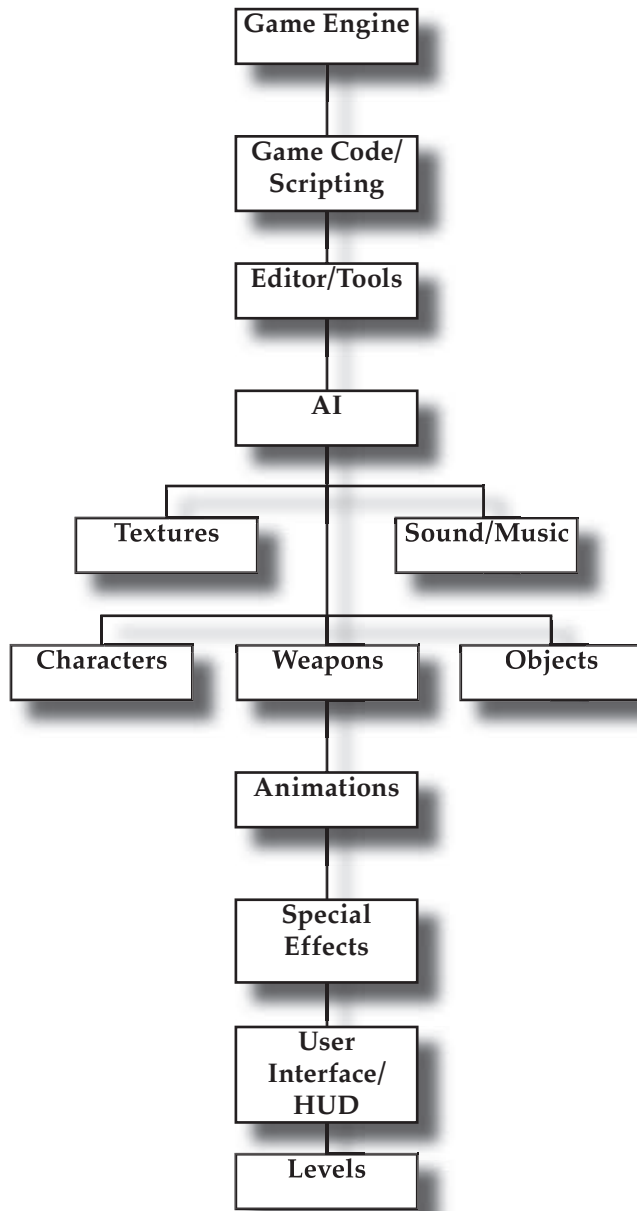 Game Engine
Game Code/
Scripting
Editor/Tools
AI
Textures
Sound/Music
Characters
Weapons
Objects
Animations
Special
Effects
User
Interface/
HUD
Levels